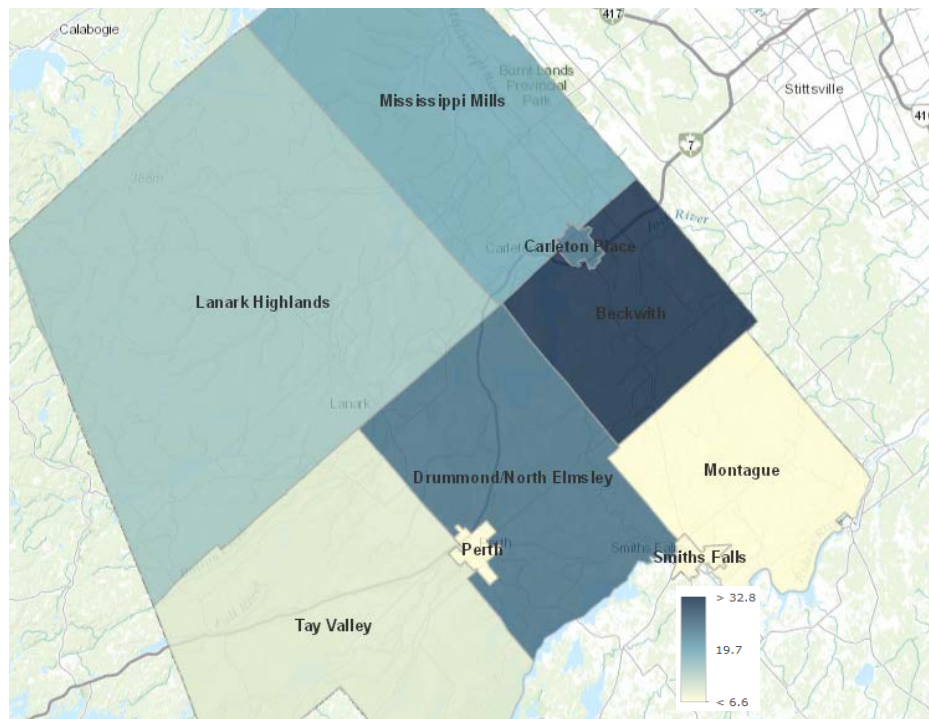 417
Calabogie
Burnt Lands
Provincial
Park
Stittsville
Mississippi Mills
7
River
Carleton Place
Lanark Highlands
Beckwith
Lanark
Drummond/North Elmsley
Montague
Perth
Smiths Falls
Tay Valley
> 32.8
19.7
< 6.6